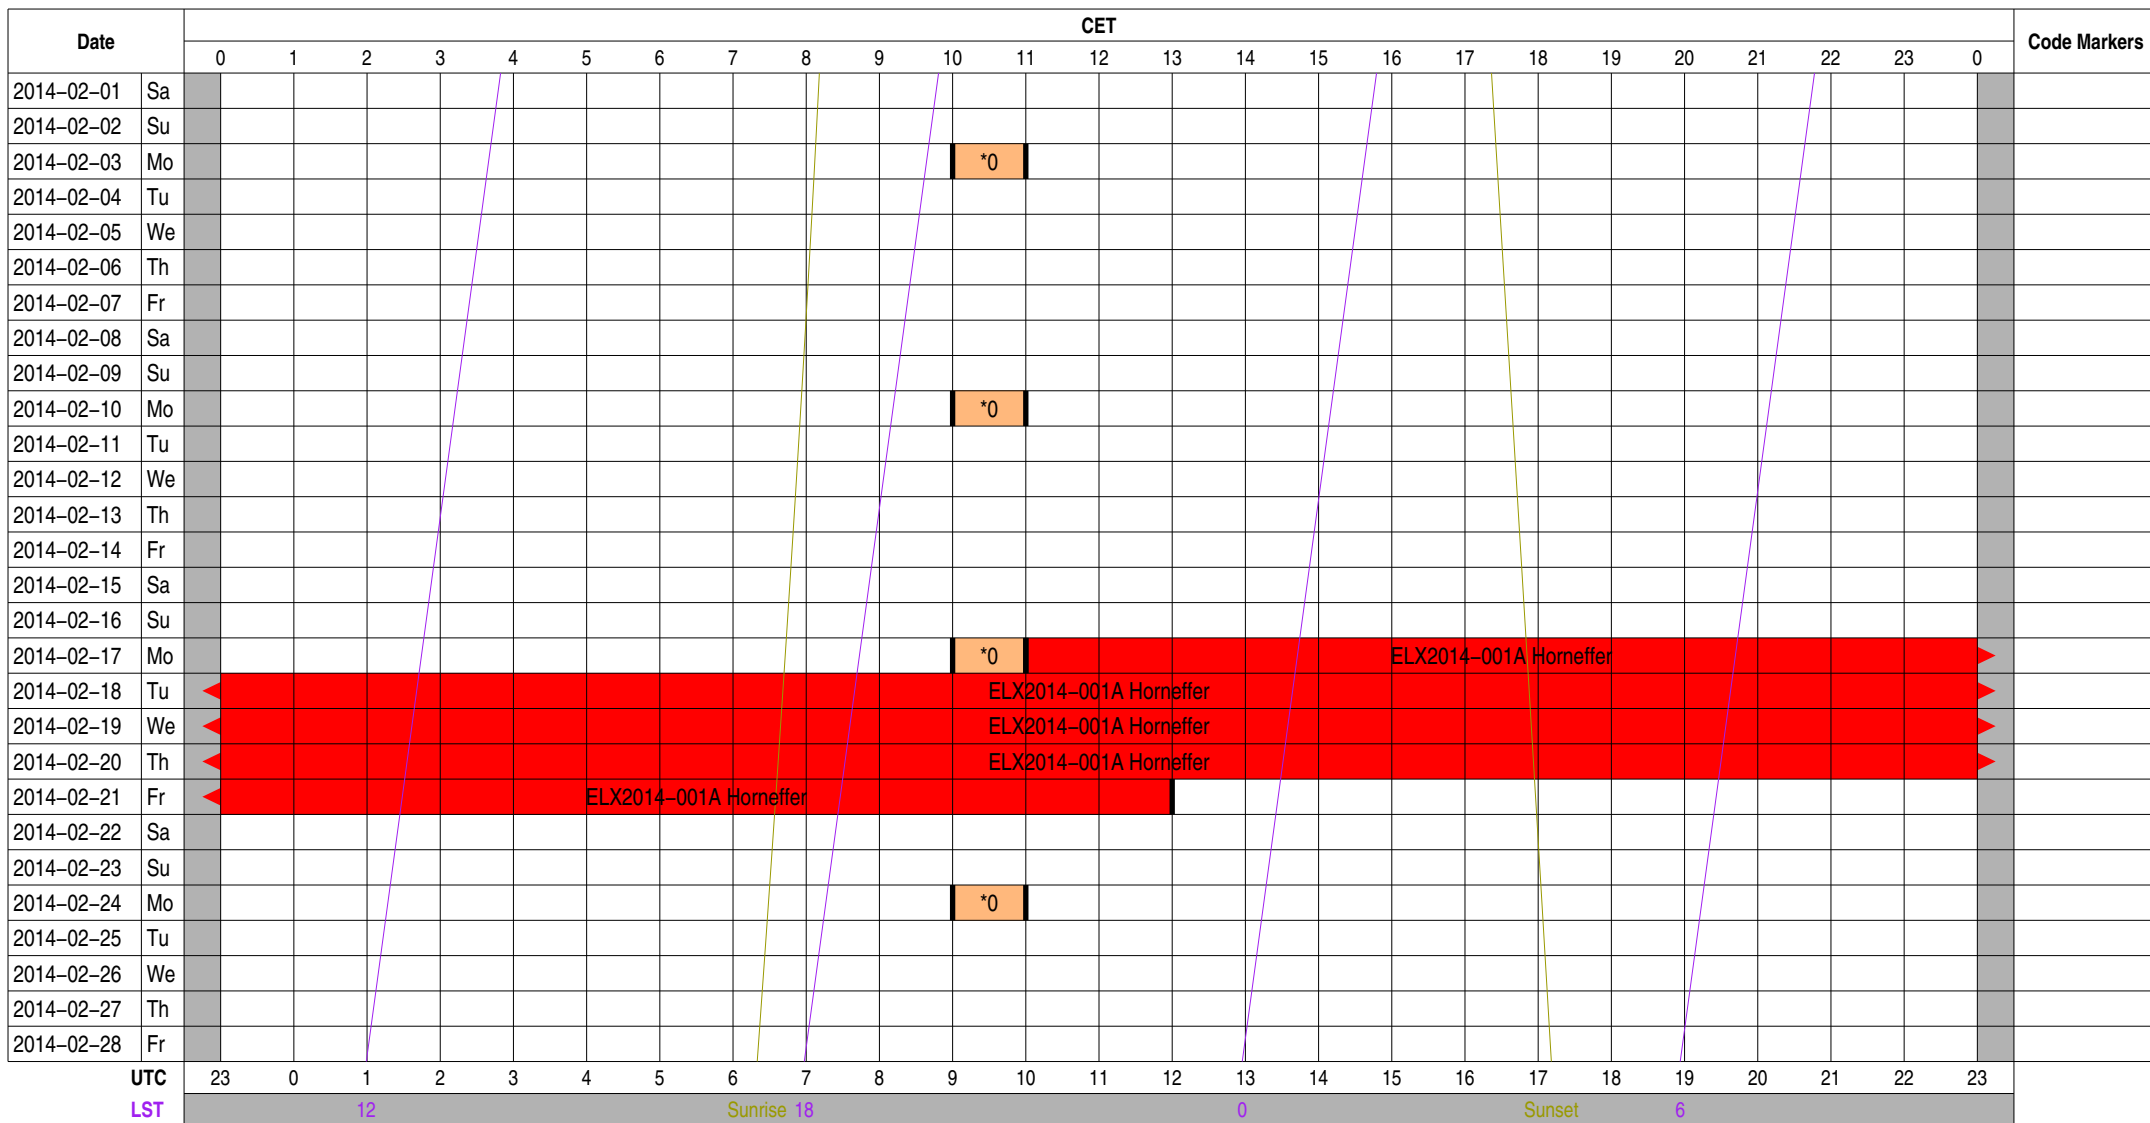 CET
Date
Code Markers
0 1 2 3 4 5 6 7 8 9 10 11 12 13 14 15 16 17 18 19 20 21 22 23 0
2014−02−01 Sa
2014−02−02 Su
2014−02−03 Mo *0
2014−02−04 Tu
2014−02−05 We
2014−02−06 Th
2014−02−07 Fr
2014−02−08 Sa
2014−02−09 Su
2014−02−10 Mo *0
2014−02−11 Tu
2014−02−12 We
2014−02−13 Th
2014−02−14 Fr
2014−02−15 Sa
2014−02−16 Su
2014−02−17 Mo *0 ELX2014−001A Horneffer
2014−02−18 Tu ELX2014−001A Horneffer
2014−02−19 We ELX2014−001A Horneffer
2014−02−20 Th ELX2014−001A Horneffer
2014−02−21 Fr ELX2014−001A Horneffer
2014−02−22 Sa
2014−02−23 Su
2014−02−24 Mo *0
2014−02−25 Tu
2014−02−26 We
2014−02−27 Th
2014−02−28 Fr
UTC 23 0 1 2 3 4 5 6 7 8 9 10 11 12 13 14 15 16 17 18 19 20 21 22 23
LST 12 Sunrise 18 0 Sunset 6